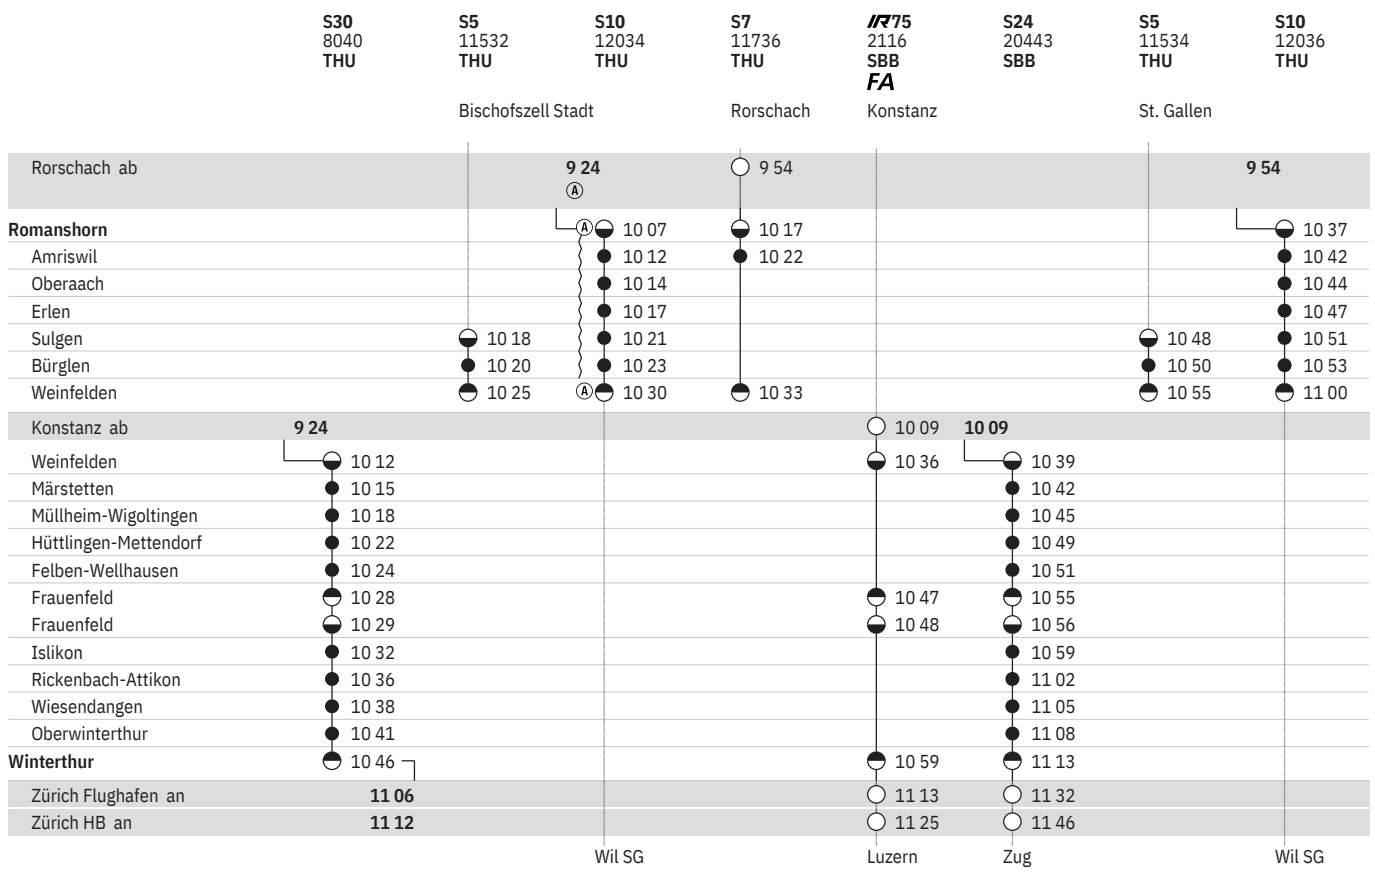 S30 S5 S10 S7 IR75 S24 S5 S10
8040 11532 12034 11736 2116 20443 11534 12036
THU THU THU THU SBB SBB THU THU
FA
Bischofszell Stadt Rorschach Konstanz St. Gallen
Rorschach ab 9 24 9 54 9 54
A
Romanshorn A 10 07 10 17 10 37
Amriswil 10 12 10 22 10 42
Oberaach 10 14 10 44
Erlen 10 17 10 47
Sulgen 10 18 10 21 10 48 10 51
Bürglen 10 20 10 23 10 50 10 53
Weinfelden 10 25 A 10 30 10 33 10 55 11 00
Konstanz ab 9 24 10 09 10 09
Weinfelden 10 12 10 36 10 39
Märstetten 10 15 10 42
Müllheim-Wigoltingen 10 18 10 45
Hüttlingen-Mettendorf 10 22 10 49
Felben-Wellhausen 10 24 10 51
Frauenfeld 10 28 10 47 10 55
Frauenfeld 10 29 10 48 10 56
Islikon 10 32 10 59
Rickenbach-Attikon 10 36 11 02
Wiesendangen 10 38 11 05
Oberwinterthur 10 41 11 08
Winterthur 10 46 10 59 11 13
Zürich Flughafen an 11 06 11 13 11 32
Zürich HB an 11 12 11 25 11 46
Wil SG Luzern Zug Wil SG